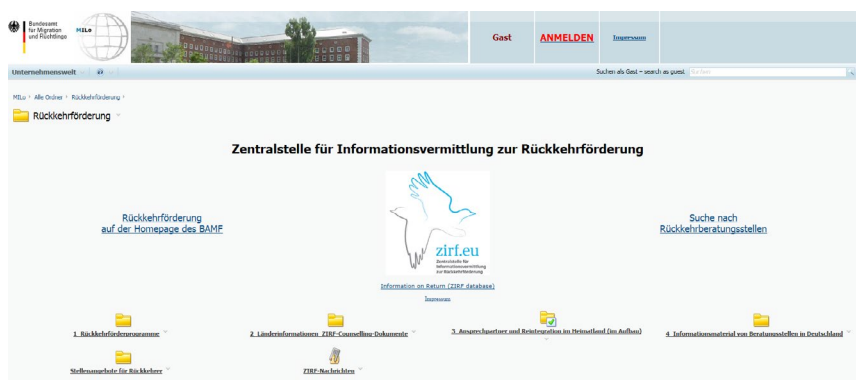 Bundesamt
für Migration
und Flüchtlinge
MILo
Gast
ANMELDEN
Impressum
Unternehmenswelt
Suchen als Gast – search as guest
Suchen
MILo › Alle Ordner › Rückkehrförderung ›
Rückkehrförderung
Zentralstelle für Informationsvermittlung zur Rückkehrförderung
Rückkehrförderung
auf der Homepage des BAMF
zirf.eu
Zentralstelle für
Informationsvermittlung
zur Rückkehrförderung
Suche nach
Rückkehrberatungsstellen
Information on Return (ZIRF database)
Impressum
1 Rückkehrförderprogramme
2 Länderinformationen ZIRF-Counselling-Dokumente
3 Ansprechpartner und Reintegration im Heimatland (im Aufbau)
4 Informationsmaterial von Beratungsstellen in Deutschland
Stellenangebote für Rückkehrer
ZIRF-Nachrichten